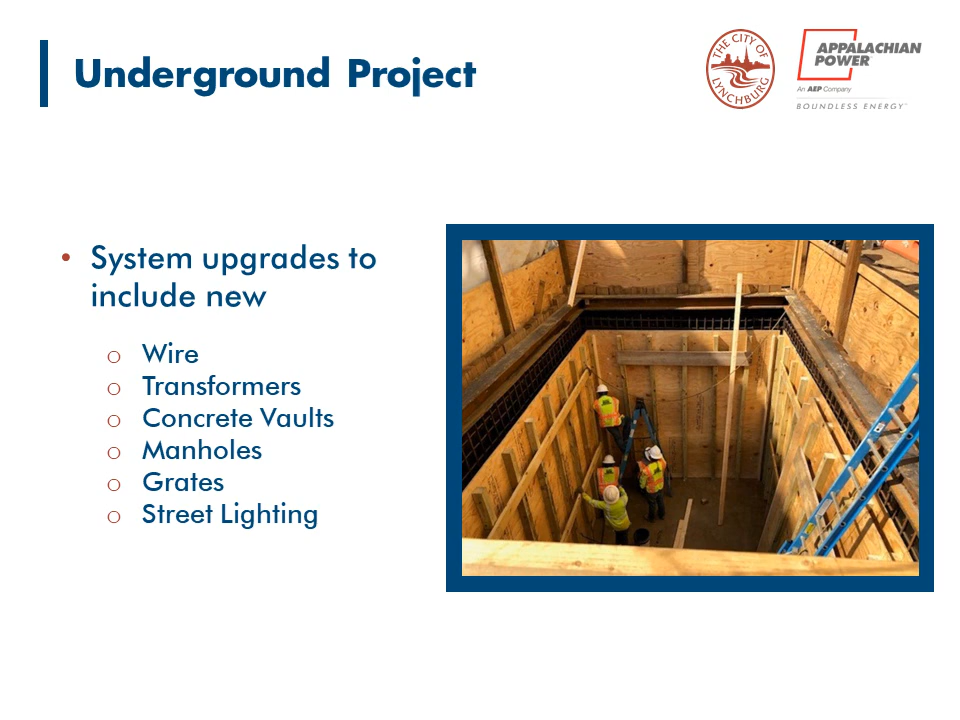 Underground Project
THE CITY OF
LYNCHBURG
APPALACHIAN
POWER
An AEP Company
BOUNDLESS ENERGY™
• System upgrades to
include new
o Wire
o Transformers
o Concrete Vaults
o Manholes
o Grates
o Street Lighting